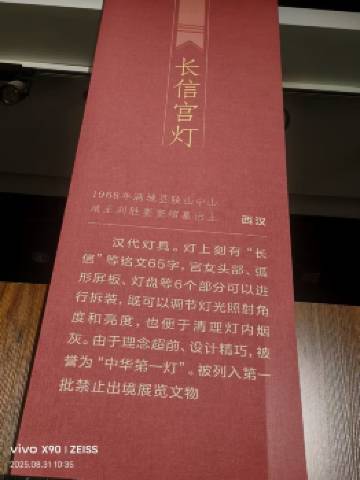 长信宫灯
1968年满城县陵山中山
靖王刘胜妻窦绾墓出土
西汉
汉代灯具。灯上刻有“长
信”等铭文65字，宫女头部、弧
形屏板、灯盘等6个部分可以进
行拆装，既可以调节灯光照射角
度和亮度，也便于清理灯内烟
灰。由于理念超前、设计精巧，被
誉为“中华第一灯”。被列入第一
批禁止出境展览文物
vivo X90 | ZEISS
2025.08.31 10:35